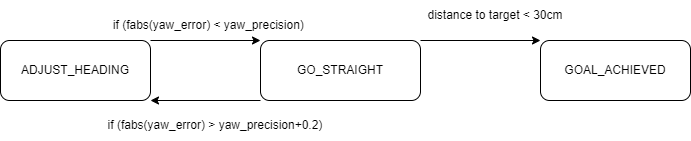 distance to target < 30cm
if (fabs(yaw_error) < yaw_precision)
ADJUST_HEADING
GO_STRAIGHT
GOAL_ACHIEVED
if (fabs(yaw_error) > yaw_precision+0.2)